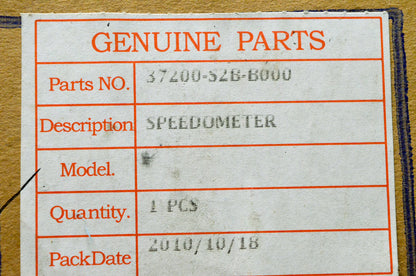 GENUINE PARTS
Parts NO. 37200-S2B-B000
Description SPEEDOMETER
Model.
Quantity. 1 PCS
PackDate 2010/10/18